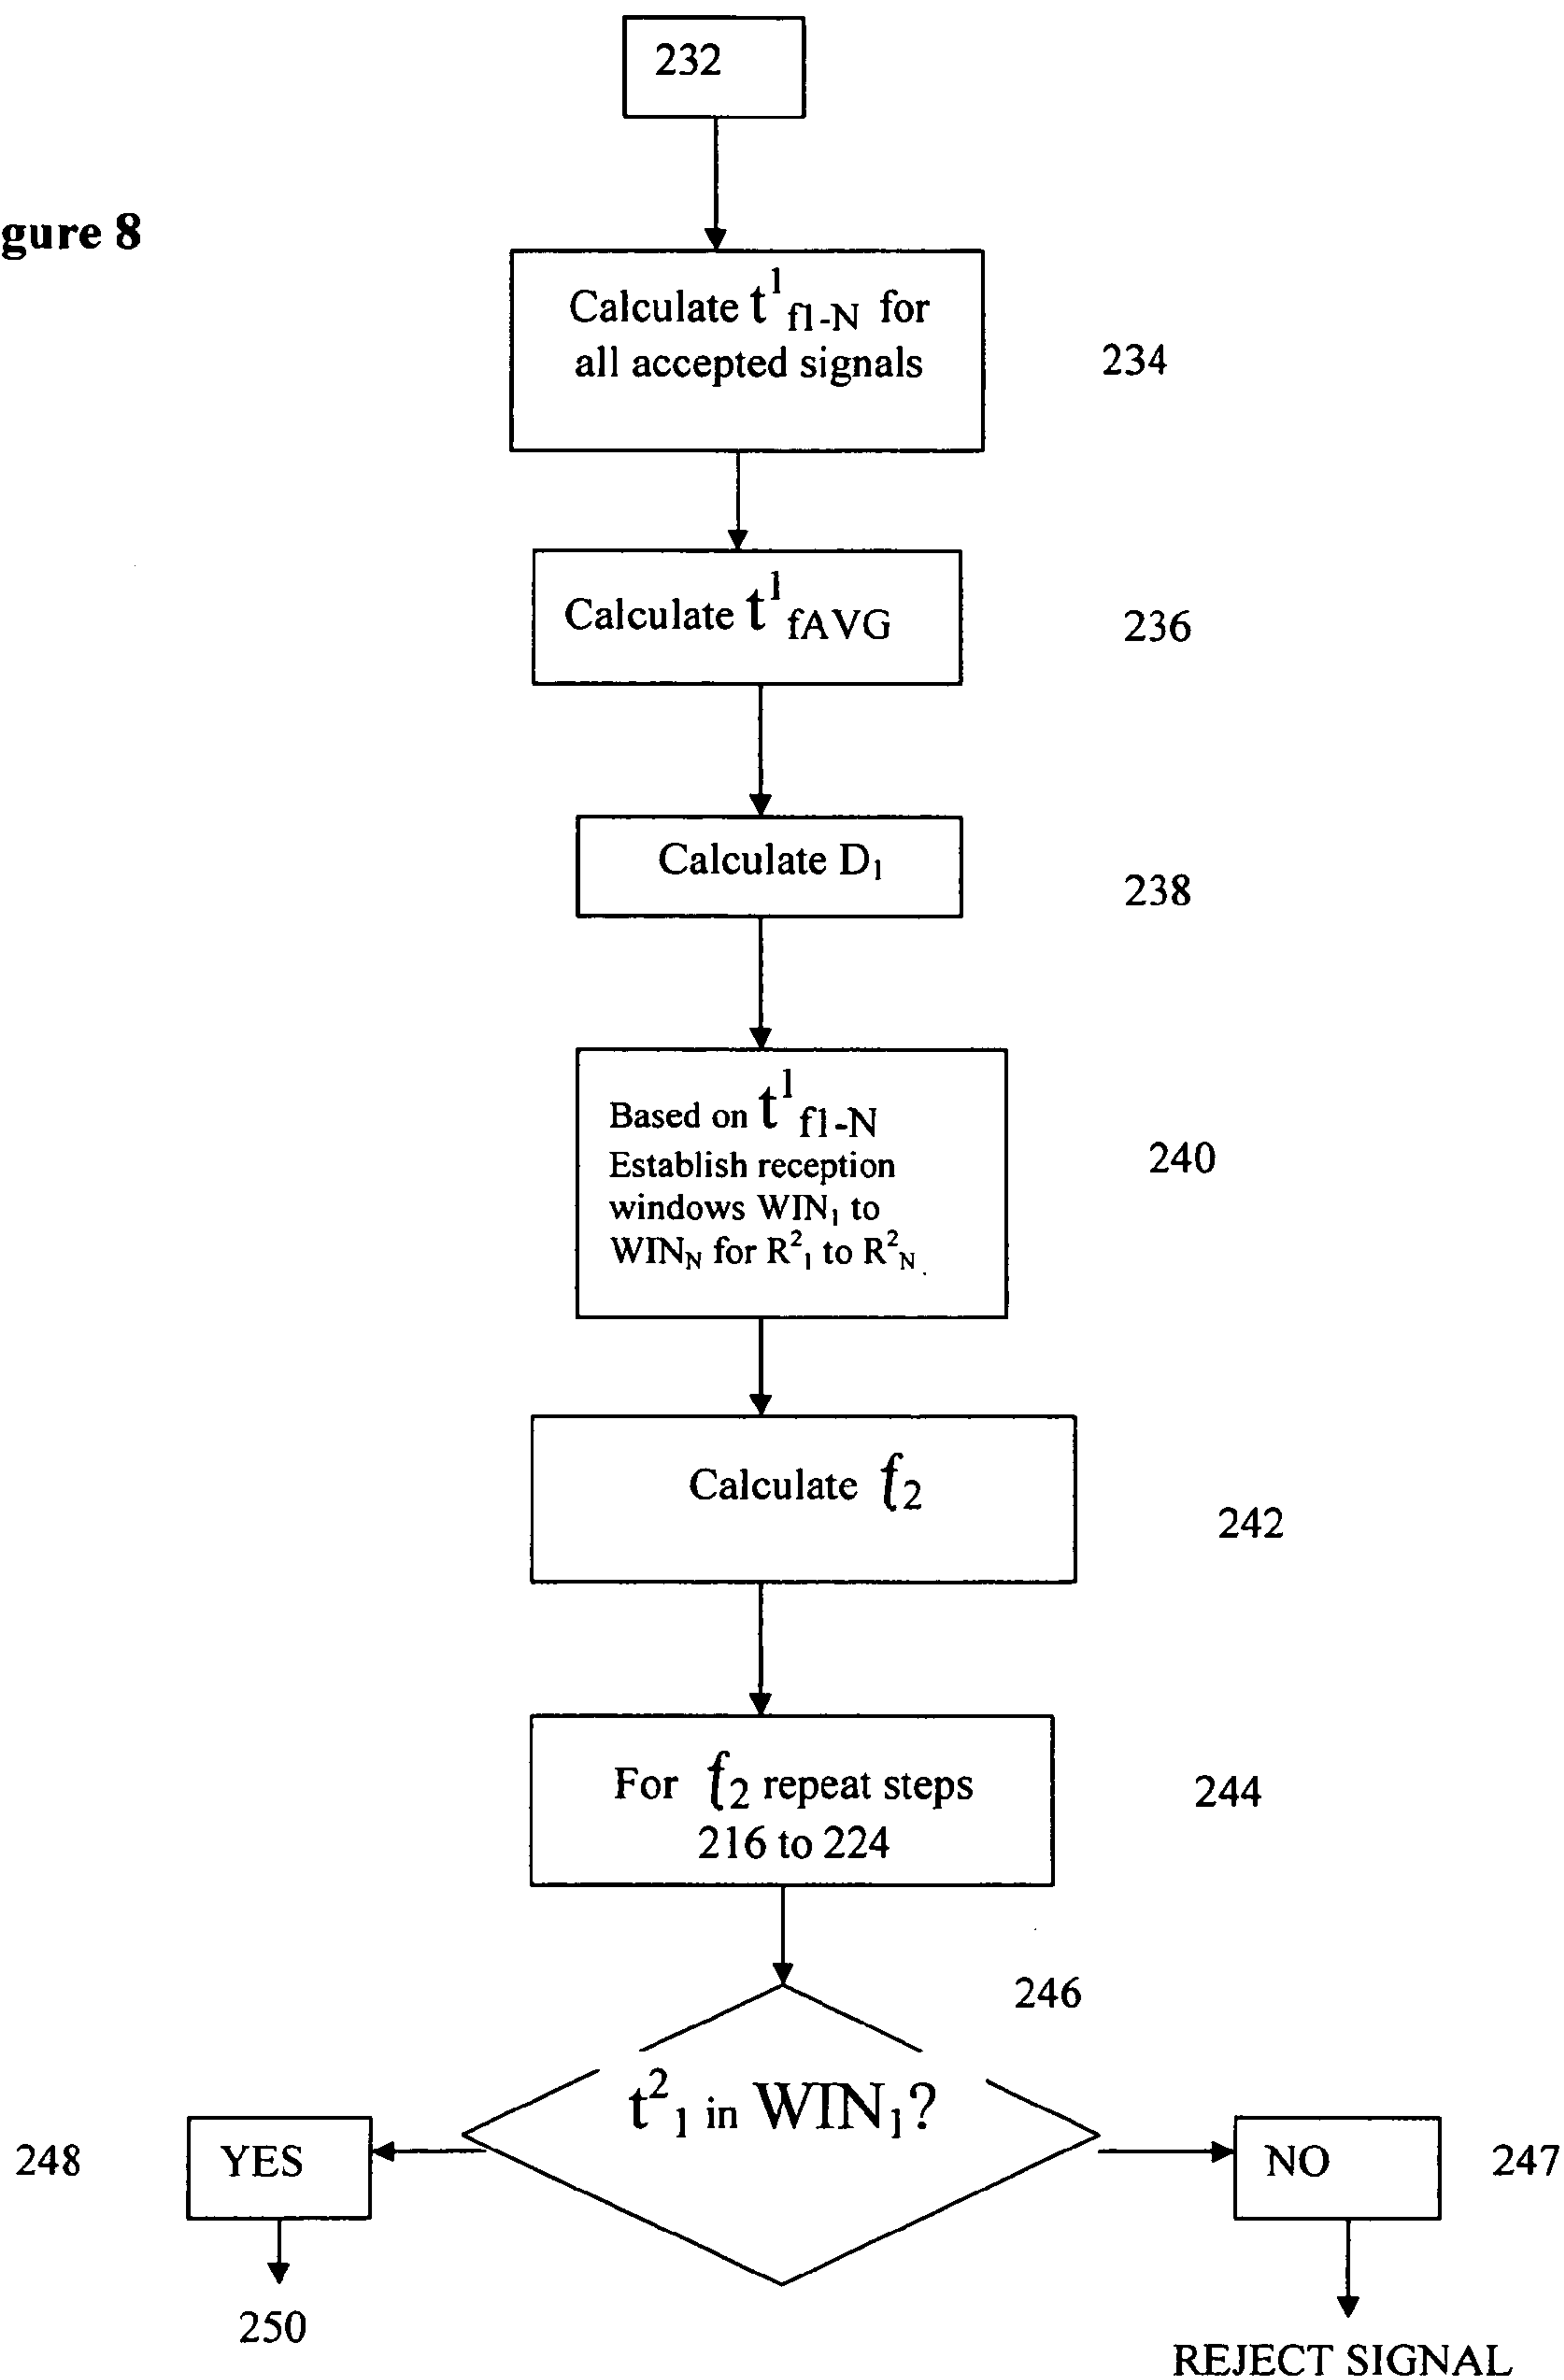 232
gure 8
Calculate t¹f1-N for
all accepted signals
234
Calculate t¹fAVG
236
Calculate D₁
238
Based on t¹f1-N
Establish reception
windows WIN₁ to
WIN_N for R²₁ to R²_N
240
Calculate f₂
242
For f₂ repeat steps
216 to 224
244
246
t²₁ in WIN₁?
248
YES
NO
247
250
REJECT SIGNAL